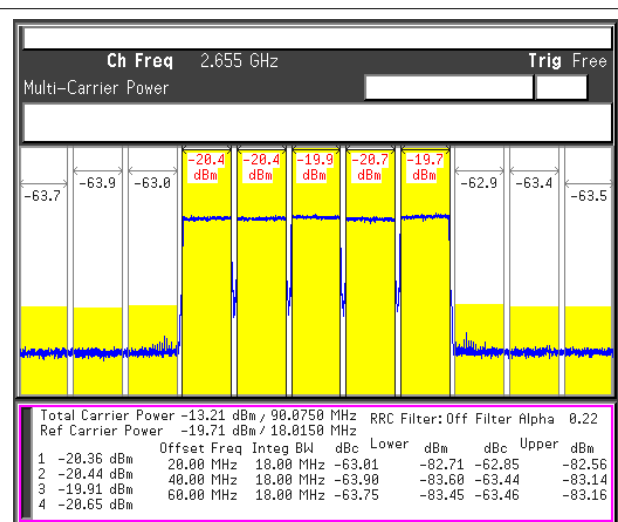 Ch Freq 2.655 GHz Trig Free
Multi-Carrier Power
-63.7 -63.9 -63.0 -20.4 dBm -20.4 dBm -19.9 dBm -20.7 dBm -19.7 dBm -62.9 -63.4 -63.5
Total Carrier Power -13.21 dBm/ 90.0750 MHz RRC Filter: Off Filter Alpha 0.22
Ref Carrier Power -19.71 dBm/ 18.0150 MHz
Offset Freq Integ BW dBc Lower dBm dBc Upper dBm
1 -20.36 dBm 20.00 MHz 18.00 MHz -63.01 -82.71 -62.85 -82.56
2 -20.44 dBm 40.00 MHz 18.00 MHz -63.90 -83.60 -63.44 -83.14
3 -19.91 dBm 60.00 MHz 18.00 MHz -63.75 -83.45 -63.46 -83.16
4 -20.65 dBm